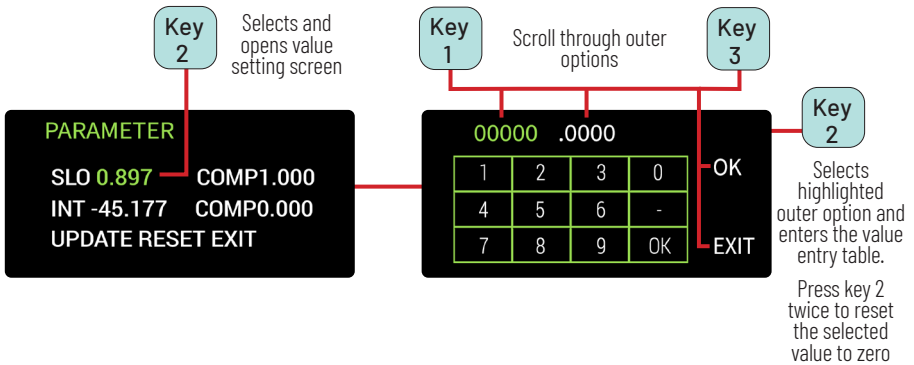 Key
2
Selects and
opens value
setting screen
Key
1
Scroll through outer
options
Key
3
Key
2
PARAMETER
SLO 0.897 COMP1.000
INT -45.177 COMP0.000
UPDATE RESET EXIT
00000 .0000
1 2 3 0
4 5 6 -
7 8 9 OK
OK
EXIT
Selects
highlighted
outer option and
enters the value
entry table.
Press key 2
twice to reset
the selected
value to zero